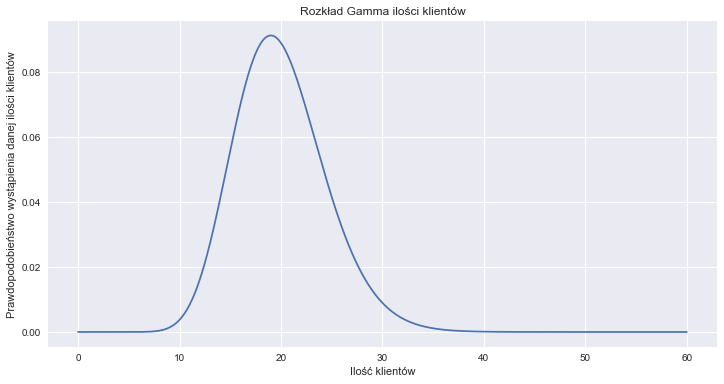 Rozkład Gamma ilości klientów
Prawdopodobieństwo wystąpienia danej ilości klientów
0.08
0.06
0.04
0.02
0.00
0 10 20 30 40 50 60
Ilość klientów